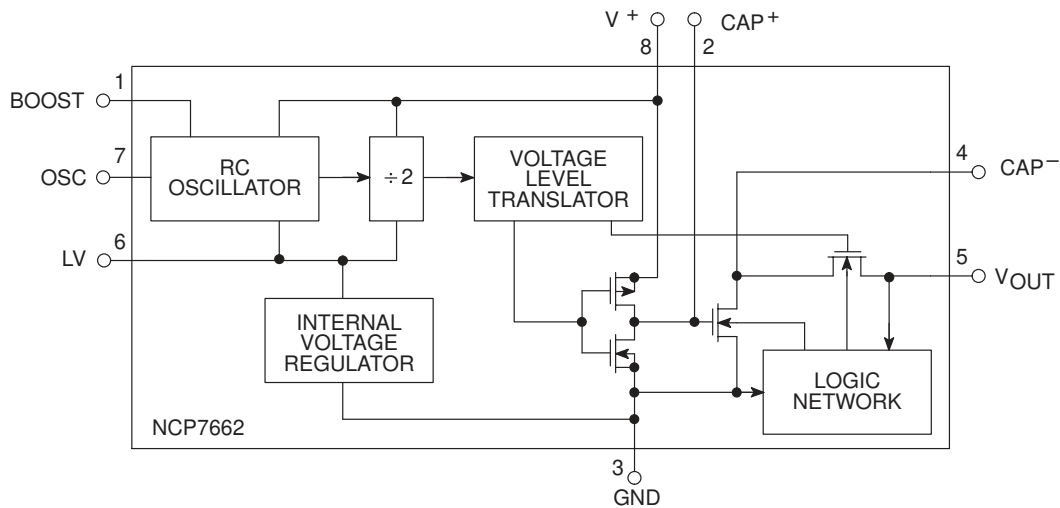 V+
CAP+
8
2
1
BOOST
7
OSC
RC
OSCILLATOR
÷2
VOLTAGE
LEVEL
TRANSLATOR
4
CAP−
6
LV
5
VOUT
INTERNAL
VOLTAGE
REGULATOR
LOGIC
NETWORK
NCP7662
3
GND